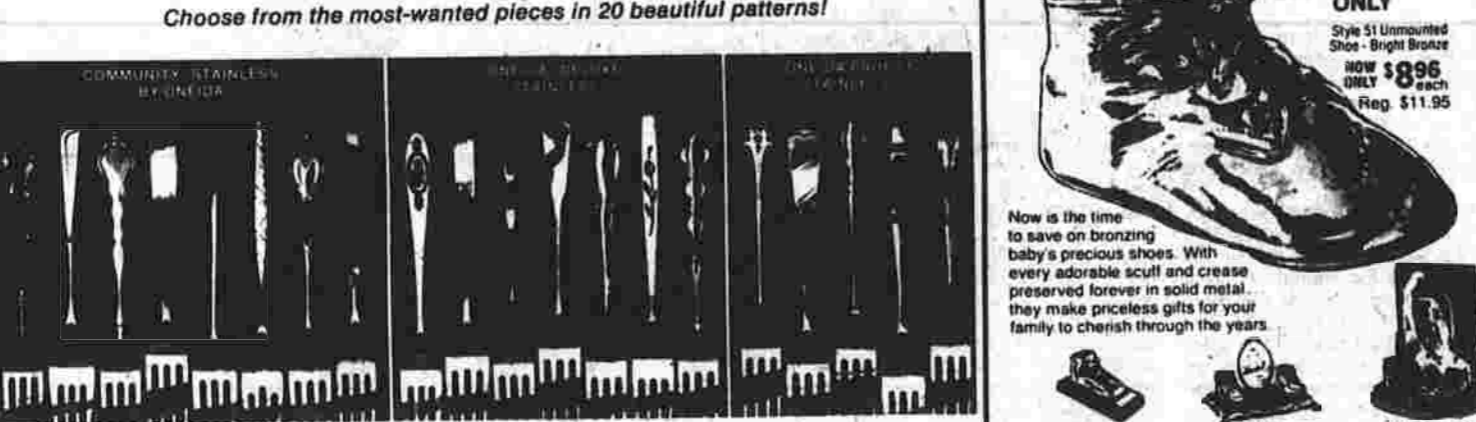 Choose from the most-wanted pieces in 20 beautiful patterns!
COMMUNITY STAINLESS
BY ONEIDA
ONLY
Style 51 Unmounted
Shoe - Bright Bronze
NOW ONLY $8.96 each
Reg. $11.95
Now is the time
to save on bronzing
baby's precious shoes. With
every adorable scuff and crease
preserved forever in solid metal.
they make priceless gifts for your
family to cherish through the years.